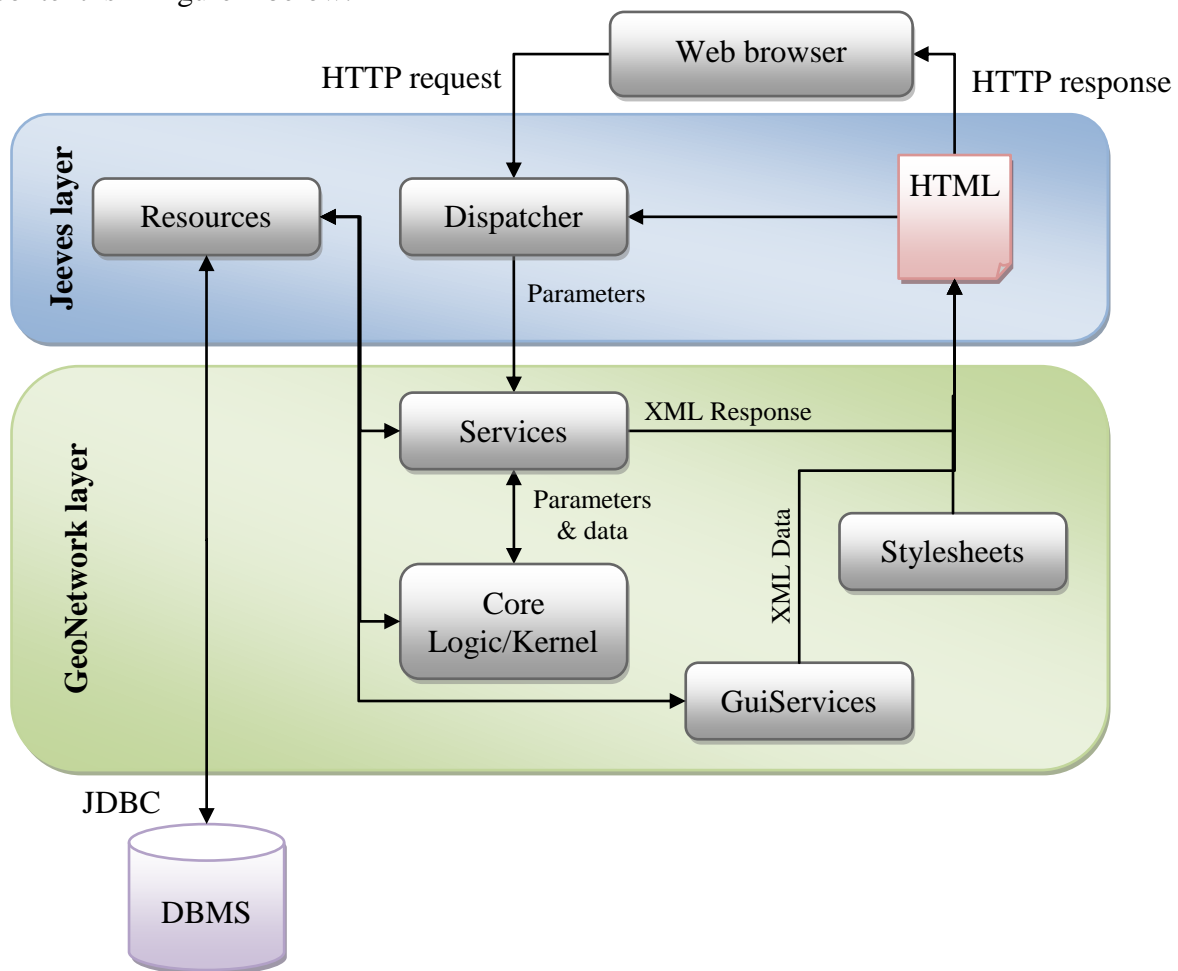 Web browser
HTTP request
HTTP response
Jeeves layer
Resources
Dispatcher
HTML
Parameters
GeoNetwork layer
Services
XML Response
Parameters
& data
XML Data
Stylesheets
Core
Logic/Kernel
GuiServices
JDBC
DBMS